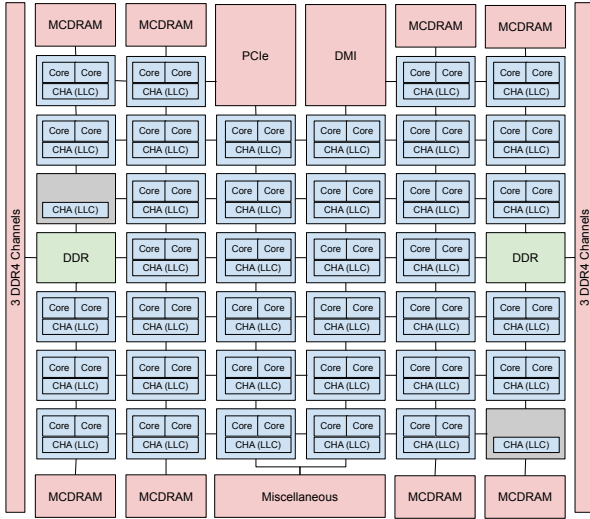 MCDRAM MCDRAM PCIe DMI MCDRAM MCDRAM
Core Core Core Core Core Core Core Core
CHA (LLC) CHA (LLC) CHA (LLC) CHA (LLC)
Core Core Core Core Core Core Core Core Core Core Core Core
CHA (LLC) CHA (LLC) CHA (LLC) CHA (LLC) CHA (LLC) CHA (LLC)
Core Core Core Core Core Core Core Core Core Core
CHA (LLC) CHA (LLC) CHA (LLC) CHA (LLC) CHA (LLC) CHA (LLC)
3 DDR4 Channels
DDR Core Core Core Core Core Core Core Core DDR
CHA (LLC) CHA (LLC) CHA (LLC) CHA (LLC)
3 DDR4 Channels
Core Core Core Core Core Core Core Core Core Core Core Core
CHA (LLC) CHA (LLC) CHA (LLC) CHA (LLC) CHA (LLC) CHA (LLC)
Core Core Core Core Core Core Core Core Core Core Core Core
CHA (LLC) CHA (LLC) CHA (LLC) CHA (LLC) CHA (LLC) CHA (LLC)
Core Core Core Core Core Core Core Core Core Core
CHA (LLC) CHA (LLC) CHA (LLC) CHA (LLC) CHA (LLC) CHA (LLC)
MCDRAM MCDRAM Miscellaneous MCDRAM MCDRAM